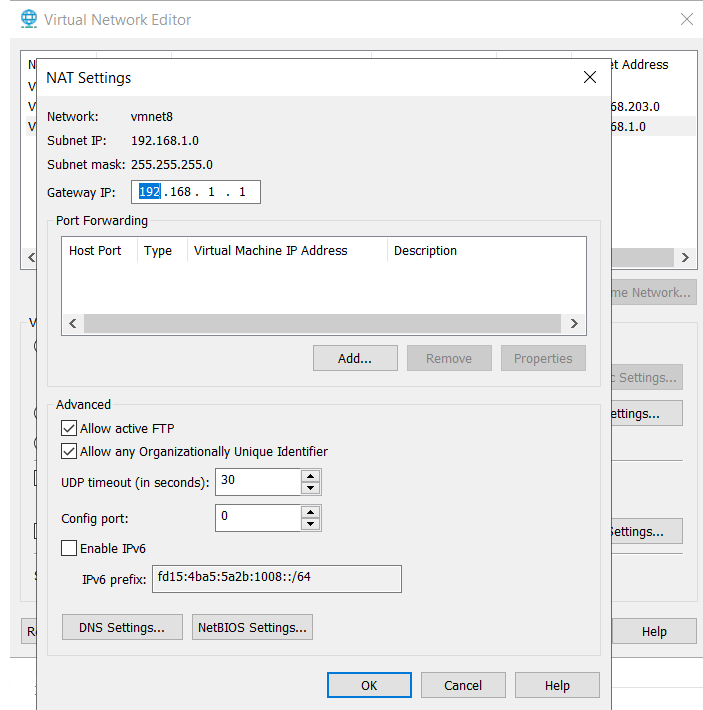 Virtual Network Editor
et Address
NAT Settings
Network: vmnet8
68.203.0
Subnet IP: 192.168.1.0
68.1.0
Subnet mask: 255.255.255.0
Gateway IP: 192 . 168 . 1 . 1
Port Forwarding
Host Port Type Virtual Machine IP Address Description
me Network...
Add... Remove Properties
c Settings...
Advanced
ettings...
Allow active FTP
Allow any Organizationally Unique Identifier
UDP timeout (in seconds): 30
Config port: 0
Settings...
Enable IPv6
IPv6 prefix: fd15:4ba5:5a2b:1008::/64
DNS Settings... NetBIOS Settings...
Re
Help
OK Cancel Help